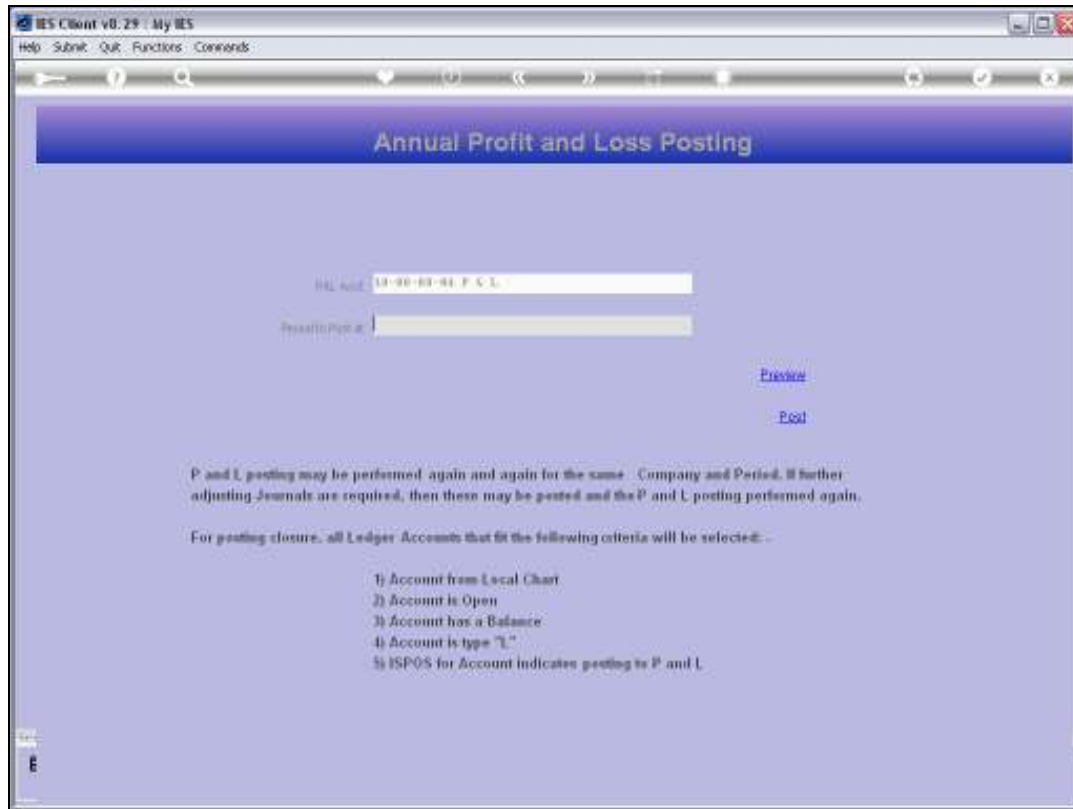 IES Client v8.29 : My IES
Help Submit Quit Functions Commands
Annual Profit and Loss Posting
P&L Acct
P & L
Period to Post #
Preview
Post
P and L posting may be performed again and again for the same Company and Period. If further
adjusting Journals are required, then these may be posted and the P and L posting performed again.
For posting closure, all Ledger Accounts that fit the following criteria will be selected: -
1) Account from Local Chart
2) Account is Open
3) Account has a Balance
4) Account is type "L"
5) ISPOS for Account indicates posting to P and L